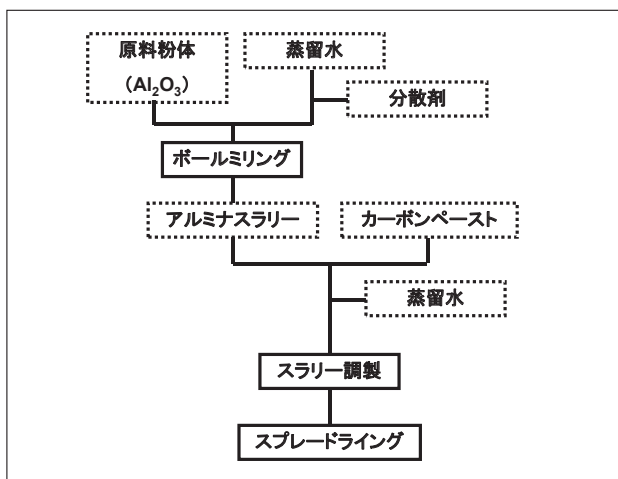 原料粉体
(Al₂O₃)
蒸留水
分散剤
ボールミリング
アルミナスラリー
カーボンペースト
蒸留水
スラリー調製
スプレードライング